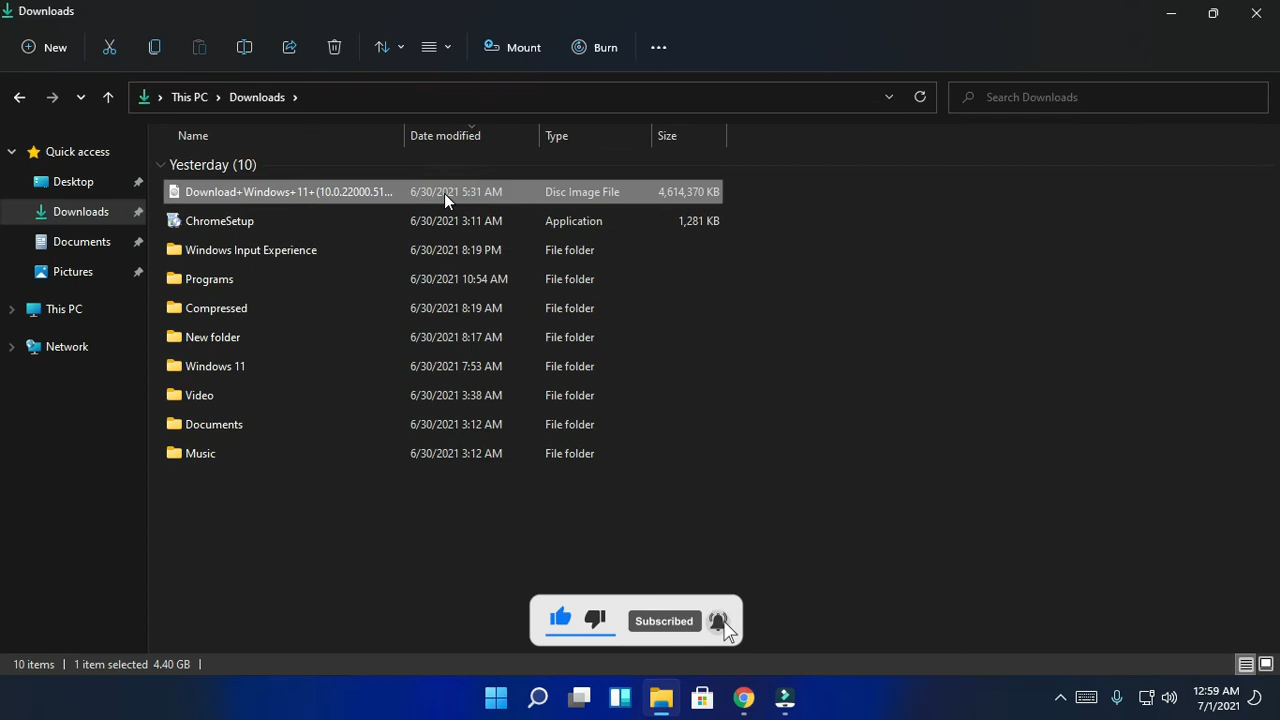 Downloads
New
Mount
Burn
This PC
Downloads
Search Downloads
Name
Date modified
Type
Size
Quick access
Desktop
Downloads
Documents
Pictures
This PC
Network
Yesterday (10)
Download+Windows+11+(10.0.22000.51... 6/30/2021 5:31 AM Disc Image File 4,614,370 KB
ChromeSetup 6/30/2021 3:11 AM Application 1,281 KB
Windows Input Experience 6/30/2021 8:19 PM File folder
Programs 6/30/2021 10:54 AM File folder
Compressed 6/30/2021 8:19 AM File folder
New folder 6/30/2021 8:17 AM File folder
Windows 11 6/30/2021 7:53 AM File folder
Video 6/30/2021 3:38 AM File folder
Documents 6/30/2021 3:12 AM File folder
Music 6/30/2021 3:12 AM File folder
Subscribed
10 items
1 item selected 4.40 GB
12:59 AM
7/1/2021